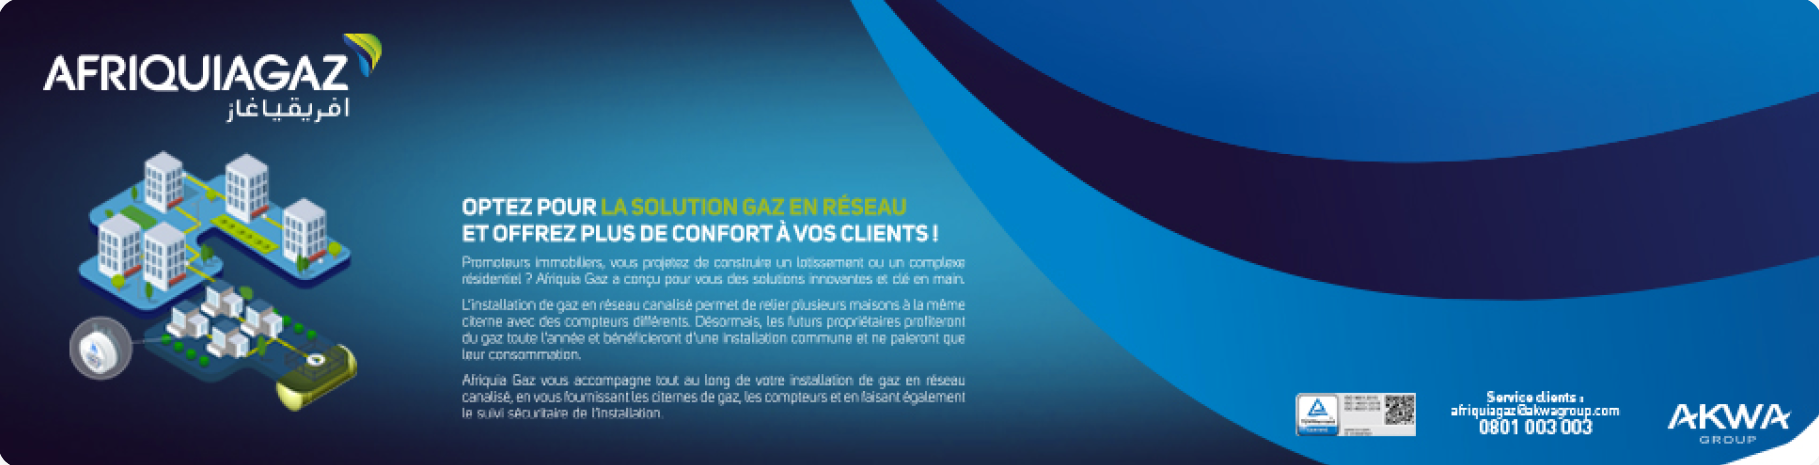 AFRIQUIAGAZ
افريقياغاز
OPTEZ POUR LA SOLUTION GAZ EN RÉSEAU
ET OFFREZ PLUS DE CONFORT À VOS CLIENTS !
Promoteurs immobiliers, vous projetez de construire un lotissement ou un complexe
résidentiel ? Afriquia Gaz a conçu pour vous des solutions innovantes et clé en main.
L'installation de gaz en réseau canalisé permet de relier plusieurs maisons à la même
citerne avec des compteurs différents. Désormais, les futurs propriétaires profiteront
du gaz toute l'année et bénéficieront d'une installation commune et ne paieront que
leur consommation.
Afriquia Gaz vous accompagne tout au long de votre installation de gaz en réseau
canalisé, en vous fournissant les citernes de gaz, les compteurs et en faisant également
le suivi sécuritaire de l'installation.
Service clients :
afriquiagaz@akwagroup.com
0801 003 003
AKWA
GROUP